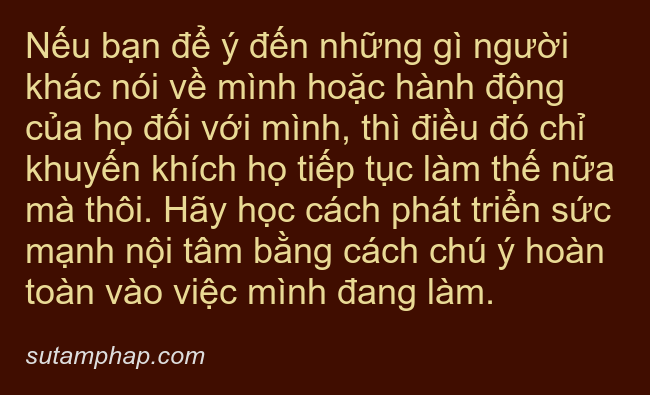 Nếu bạn để ý đến những gì người
khác nói về mình hoặc hành động
của họ đối với mình, thì điều đó chỉ
khuyến khích họ tiếp tục làm thế nữa
mà thôi. Hãy học cách phát triển sức
mạnh nội tâm bằng cách chú ý hoàn
toàn vào việc mình đang làm.
sutamphap.com